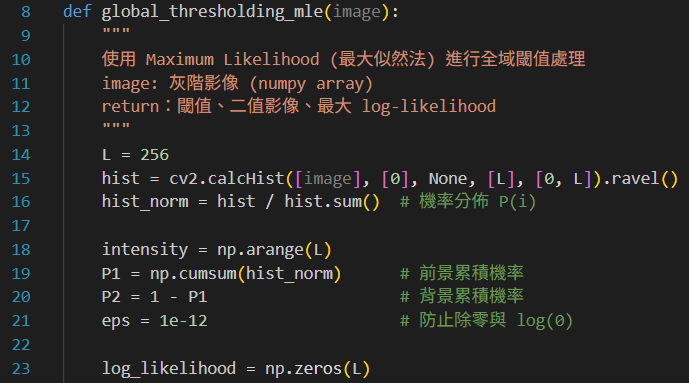 8 def global_thresholding_mle(image):
9 """
10 使用 Maximum Likelihood (最大似然法) 進行全域閾值處理
11 image: 灰階影像 (numpy array)
12 return：閾值、二值影像、最大 log-likelihood
13 """
14 L = 256
15 hist = cv2.calcHist([image], [0], None, [L], [0, L]).ravel()
16 hist_norm = hist / hist.sum()  # 機率分佈 P(i)
17
18 intensity = np.arange(L)
19 P1 = np.cumsum(hist_norm)      # 前景累積機率
20 P2 = 1 - P1                    # 背景累積機率
21 eps = 1e-12                    # 防止除零與 log(0)
22
23 log_likelihood = np.zeros(L)